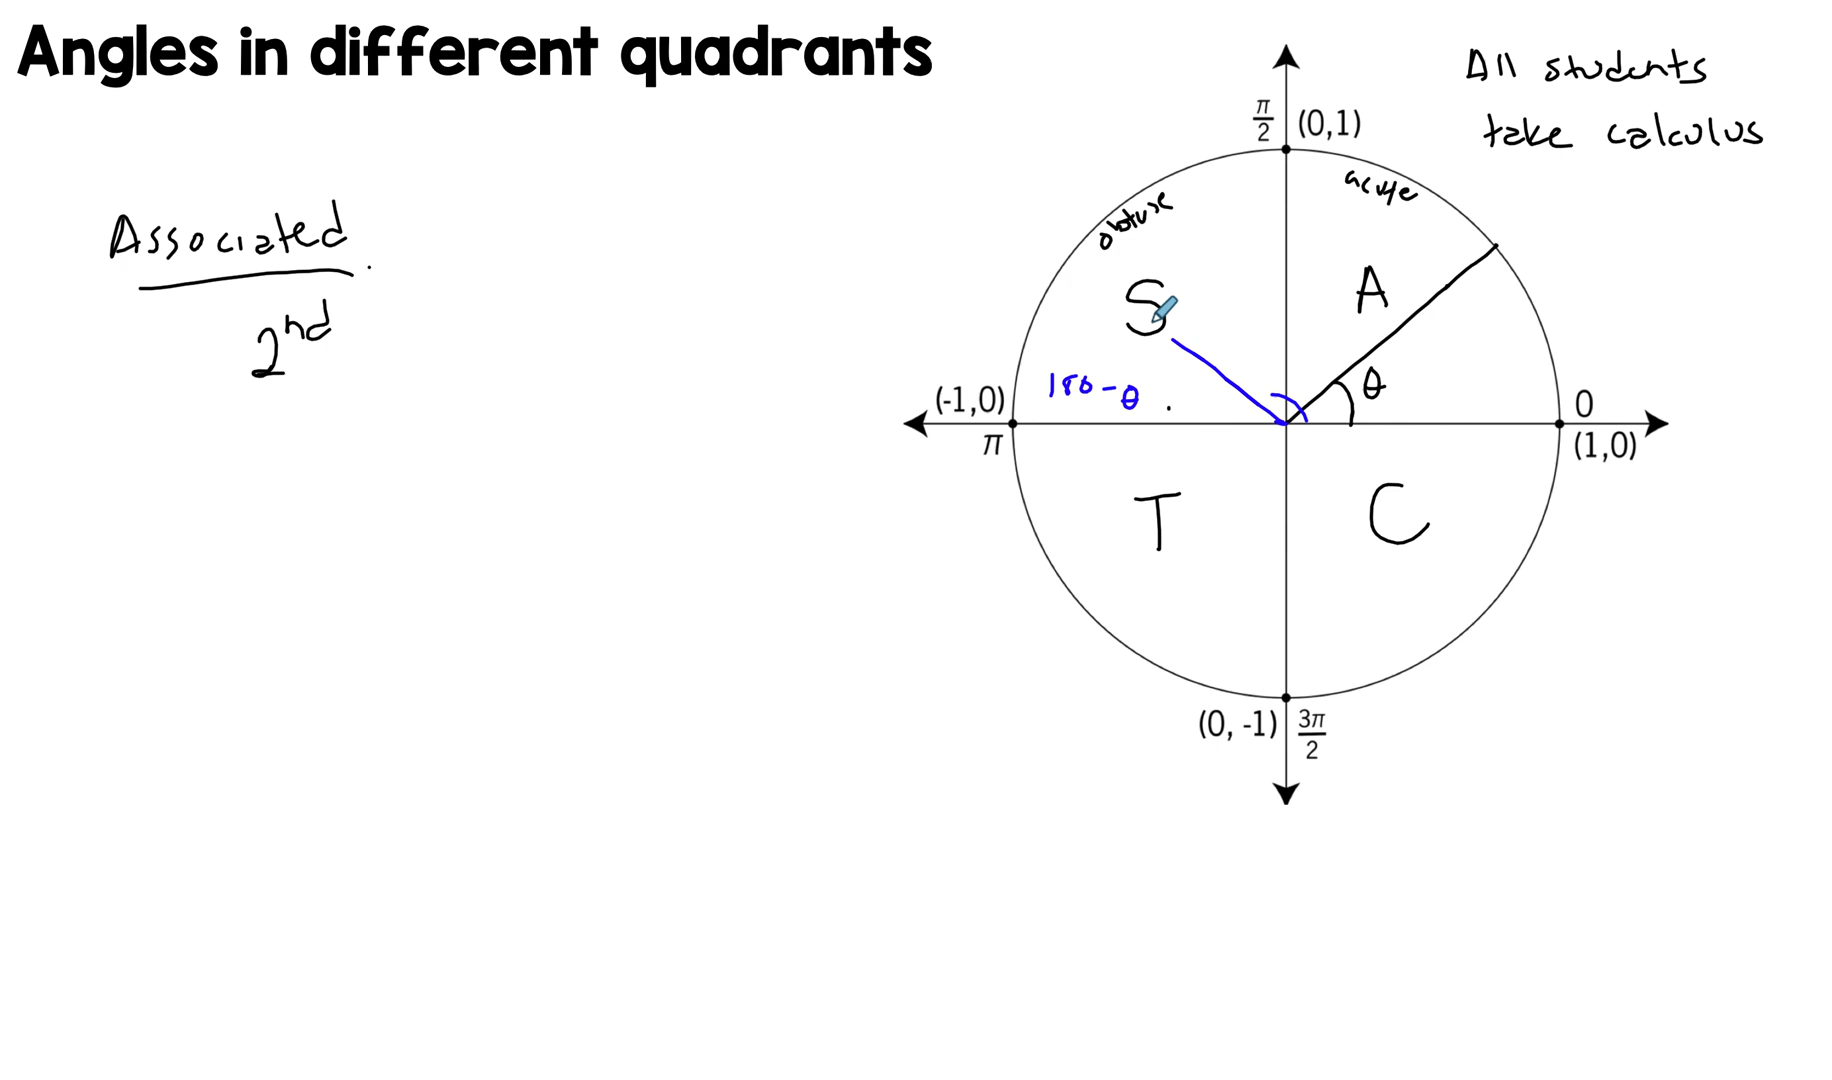 Angles in different quadrants
All students
take calculus
π/2 (0,1)
acute
obtuse
Associated
S
A
2nd
180-θ
θ
(-1,0)
0
π
(1,0)
T
C
(0, -1) 3π/2